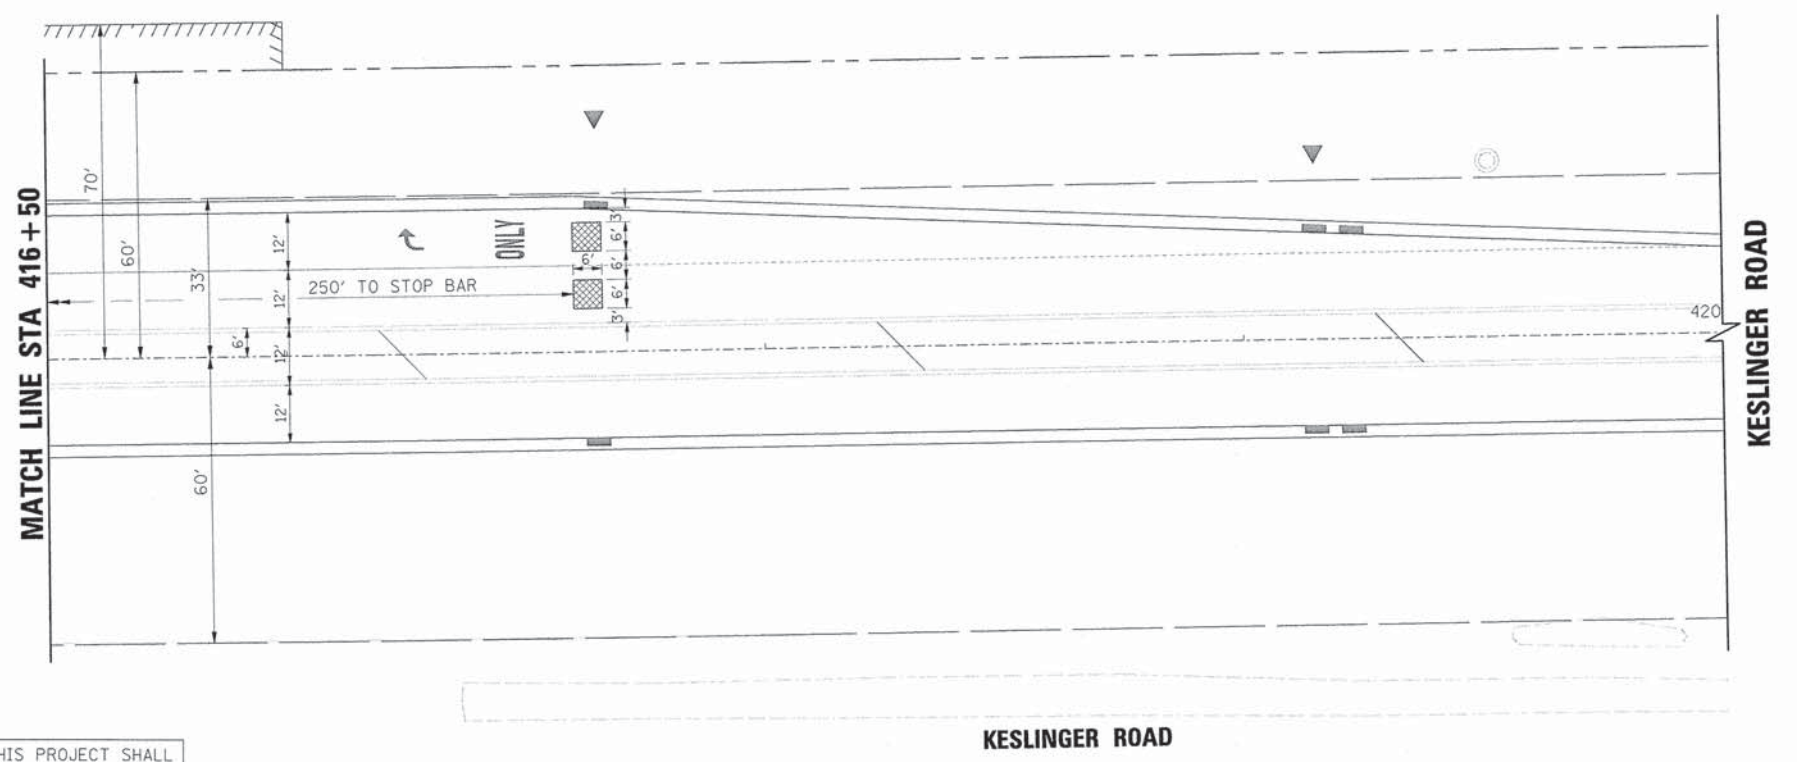 MATCH LINE STA 416+50
70'
60'
33'
12'
12'
6'
12'
12'
60'
ONLY
250' TO STOP BAR
6'
3'
6'
6'
6'
3'
420
KESLINGER ROAD
KESLINGER ROAD
HIS PROJECT SHALL